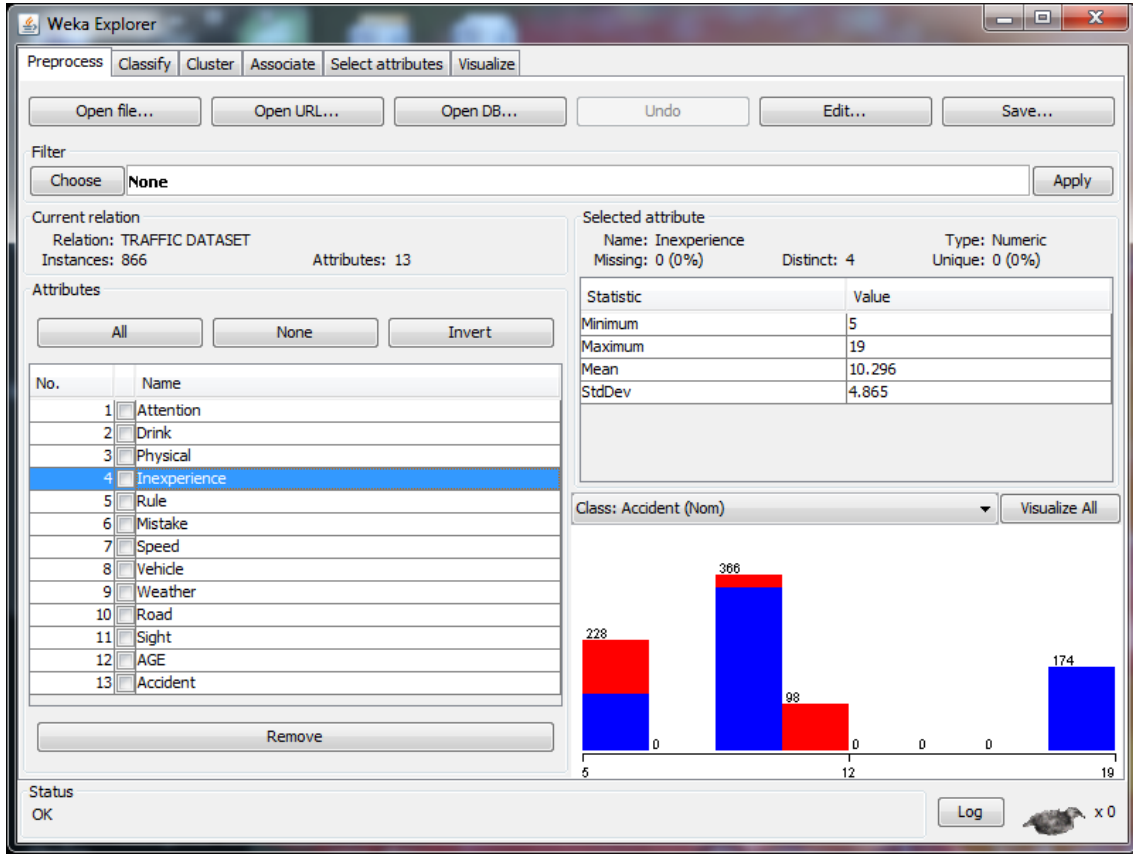 Weka Explorer
Preprocess Classify Cluster Associate Select attributes Visualize
Open file... Open URL... Open DB... Undo Edit... Save...
Filter
Choose None Apply
Current relation
Relation: TRAFFIC DATASET
Instances: 866 Attributes: 13
Attributes
All None Invert
No. Name
1 Attention
2 Drink
3 Physical
4 Inexperience
5 Rule
6 Mistake
7 Speed
8 Vehicle
9 Weather
10 Road
11 Sight
12 AGE
13 Accident
Remove
Selected attribute
Name: Inexperience Type: Numeric
Missing: 0 (0%) Distinct: 4 Unique: 0 (0%)
Statistic Value
Minimum 5
Maximum 19
Mean 10.296
StdDev 4.865
Class: Accident (Nom) Visualize All
366
228
174
98
0 0 0 0
5 12 19
Status
OK Log x 0